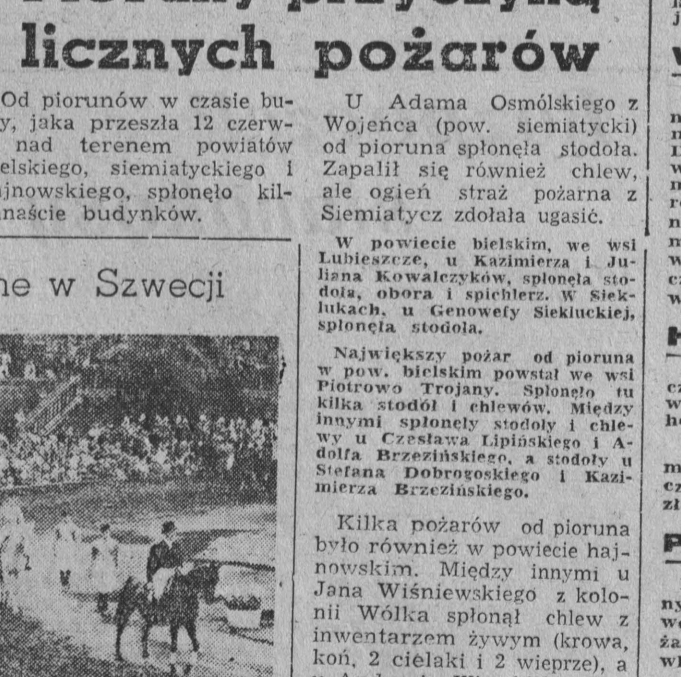 licznych pożarów
Od piorunów w czasie bu-
y, jaka przeszła 12 czerw-
nad terenem powiatów
elskiego, siemiatyckiego i
ajnowskiego, spłonęło kil-
anaście budynków.
ne w Szwecji
U Adama Osmólskiego z
Wojeńca (pow. siemiatycki)
od pioruna spłonęła stodoła.
Zapalił się również chlew,
ale ogień straż pożarna z
Siemiatycz zdołała ugasić.
W powiecie bielskim, we wsi
Lubieszcze, u Kazimierza i Ju-
liana Kowalczyków, spłonęła sto-
doła, obora i spichlerz. W Siek-
lukach, u Genowefy Siekluckiej,
spłonęła stodoła.
Największy pożar od pioruna
w pow. bielskim powstał we wsi
Piotrowo Trojany. Spłonęło tu
kilka stodół i chlewów. Między
innymi spłonęły stodoły i chle-
wy u Czesława Lipińskiego i A-
dolfa Brzezińskiego, a stodoły u
Stefana Dobrogoskiego i Kazi-
mierza Brzezińskiego.
Kilka pożarów od pioruna
było również w powiecie haj-
nowskim. Między innymi u
Jana Wiśniewskiego z kolo-
nii Wólka spłonął chlew z
inwentarzem żywym (krowa,
koń, 2 cielaki i 2 wieprze), a